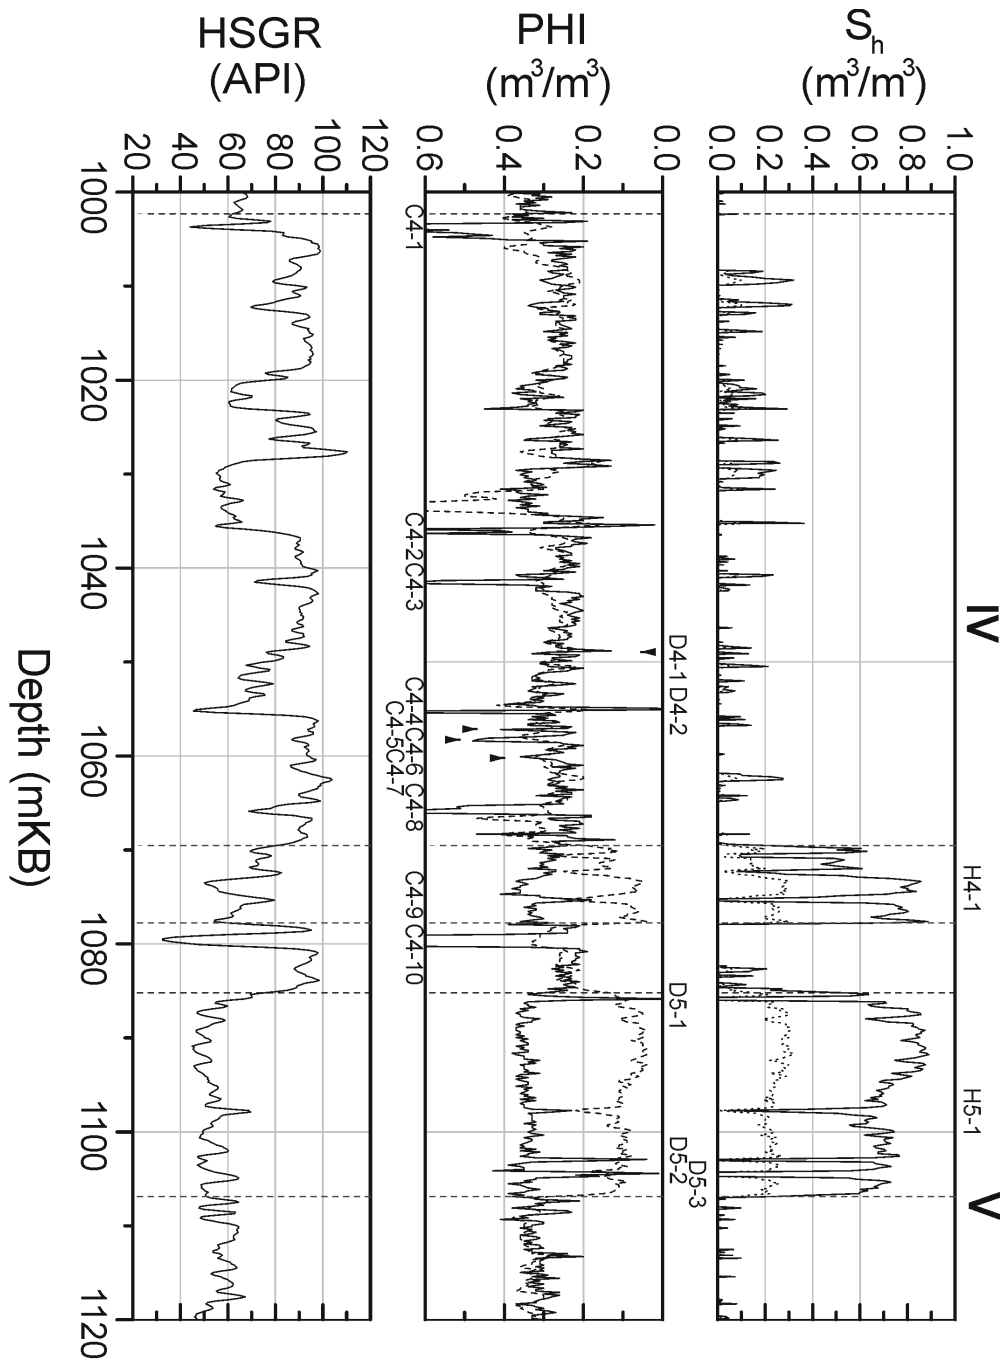 HSGR
(API)
PHI
(m³/m³)
Sₕ
(m³/m³)
20
40
60
80
100
120
0.6
0.4
0.2
0.0
0.0
0.2
0.4
0.6
0.8
1.0
1000
1020
1040
1060
1080
1100
1120
Depth (mKB)
C4-1
C4-2
C4-3
C4-4
C4-5
C4-6
C4-7
C4-8
C4-9
C4-10
D4-1
D4-2
D5-1
D5-2
D5-3
H4-1
H5-1
IV
V